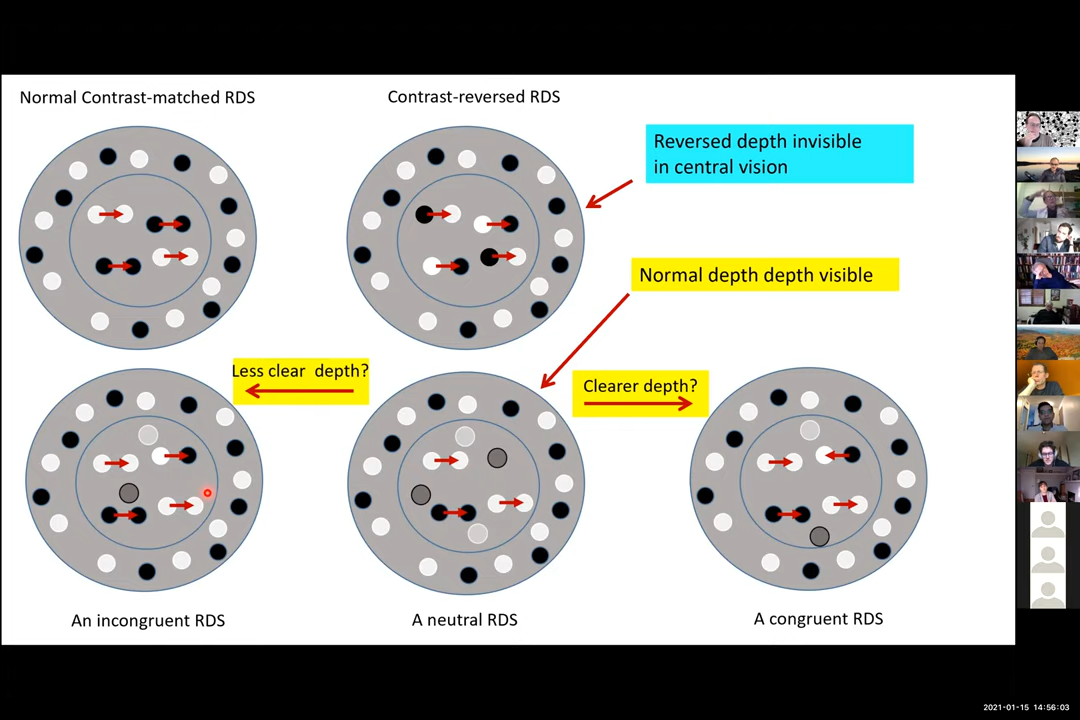 Normal Contrast-matched RDS
Contrast-reversed RDS
Reversed depth invisible
in central vision
Normal depth depth visible
Less clear depth?
Clearer depth?
An incongruent RDS
A neutral RDS
A congruent RDS
2021-01-15 14:56:03